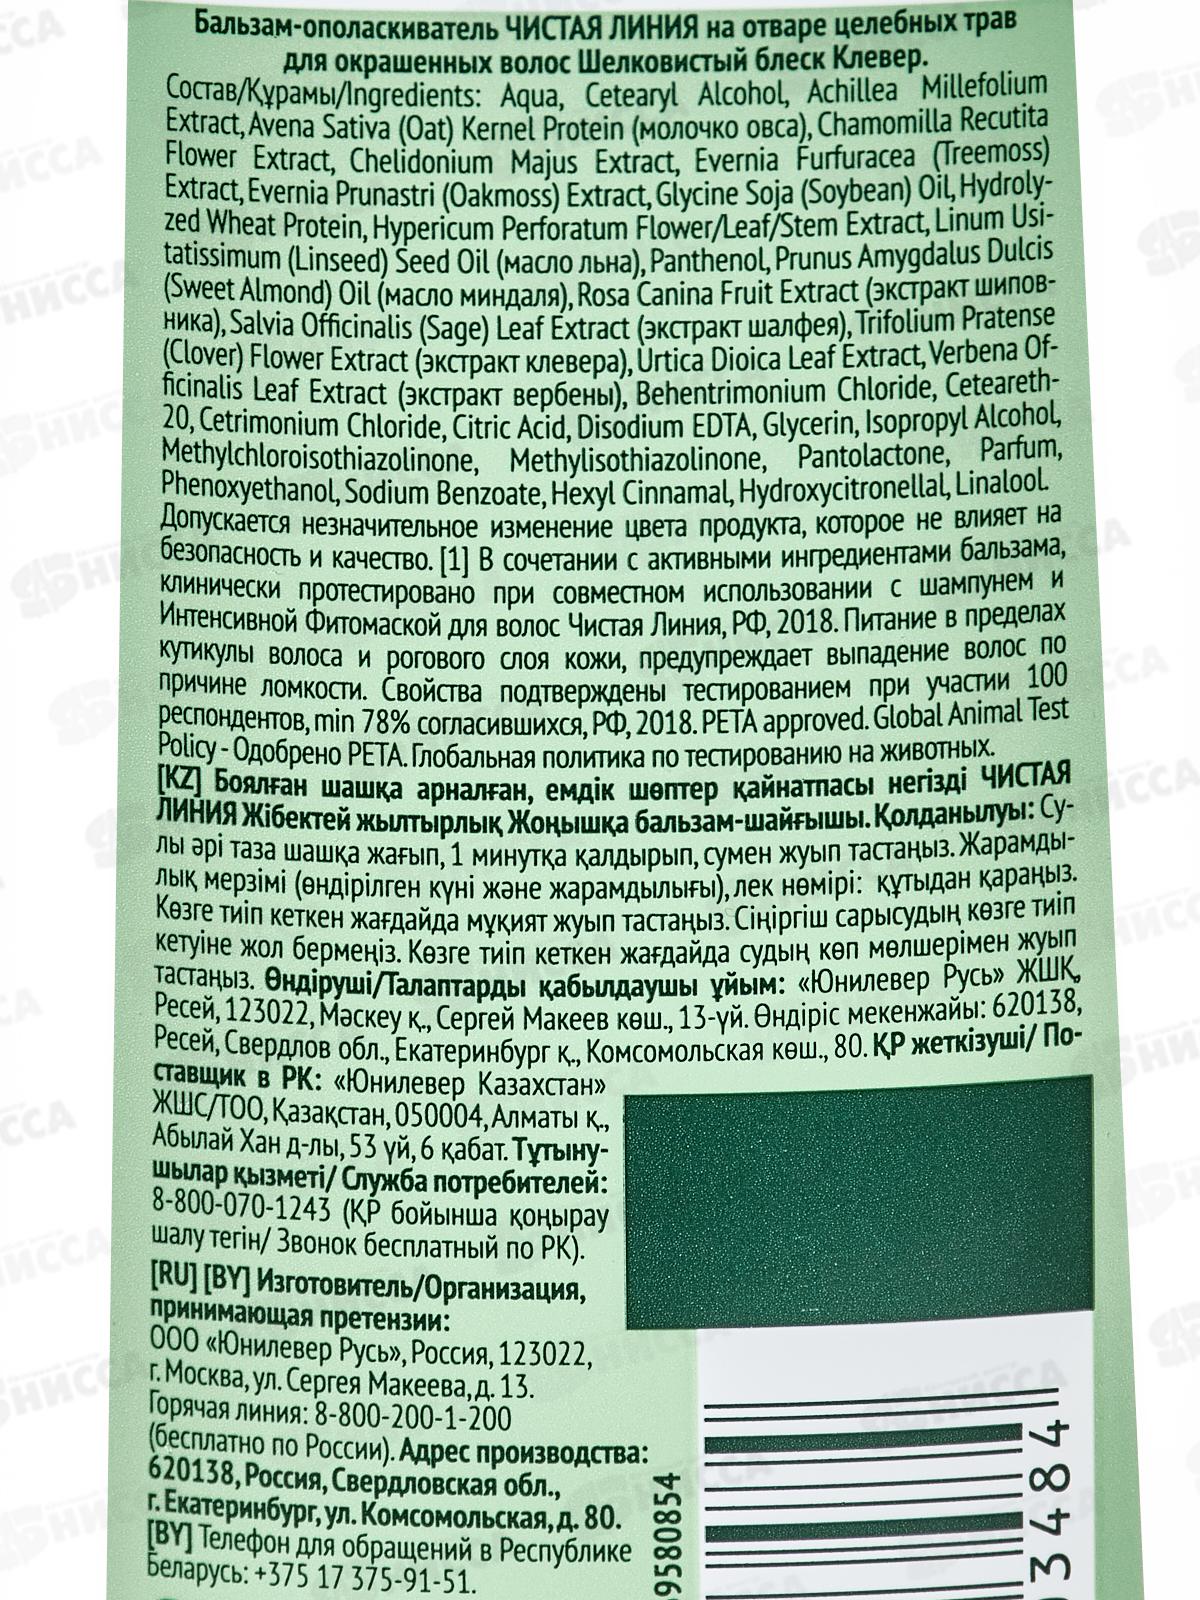 Бальзам-ополаскиватель ЧИСТАЯ ЛИНИЯ на отваре целебных трав
для окрашенных волос Шелковистый блеск Клевер.
Состав/Құрамы/Ingredients: Aqua, Cetearyl Alcohol, Achillea Millefolium
Extract, Avena Sativa (Oat) Kernel Protein (молочко овса), Chamomilla Recutita
Flower Extract, Chelidonium Majus Extract, Evernia Furfuracea (Treemoss)
Extract, Evernia Prunastri (Oakmoss) Extract, Glycine Soja (Soybean) Oil, Hydroly-
zed Wheat Protein, Hypericum Perforatum Flower/Leaf/Stem Extract, Linum Usi-
tatissimum (Linseed) Seed Oil (масло льна), Panthenol, Prunus Amygdalus Dulcis
(Sweet Almond) Oil (масло миндаля), Rosa Canina Fruit Extract (экстракт шипов-
ника), Salvia Officinalis (Sage) Leaf Extract (экстракт шалфея), Trifolium Pratense
(Clover) Flower Extract (экстракт клевера), Urtica Dioica Leaf Extract, Verbena Of-
ficinalis Leaf Extract (экстракт вербены), Behentrimonium Chloride, Ceteareth-
20, Cetrimonium Chloride, Citric Acid, Disodium EDTA, Glycerin, Isopropyl Alcohol,
Methylchloroisothiazolinone, Methylisothiazolinone, Pantolactone, Parfum,
Phenoxyethanol, Sodium Benzoate, Hexyl Cinnamal, Hydroxycitronellal, Linalool.
Допускается незначительное изменение цвета продукта, которое не влияет на
безопасность и качество. [1] В сочетании с активными ингредиентами бальзама,
клинически протестировано при совместном использовании с шампунем и
Интенсивной Фитомаской для волос Чистая Линия, РФ, 2018. Питание в пределах
кутикулы волоса и рогового слоя кожи, предупреждает выпадение волос по
причине ломкости. Свойства подтверждены тестированием при участии 100
респондентов, min 78% согласившихся, РФ, 2018. PETA approved. Global Animal Test
Policy - Одобрено PETA. Глобальная политика по тестированию на животных.
[KZ] Боялған шашқа арналған, емдік шөптер қайнатпасы негізді ЧИСТАЯ
ЛИНИЯ Жібектей жылтырлық Жоңышқа бальзам-шайғышы. Қолданылуы: Су-
лы әрі таза шашқа жағып, 1 минутқа қалдырып, сумен жуып тастаңыз. Жарамды-
лық мерзімі (өндірілген күні және жарамдылығы), лек нөмірі: құтыдан қараңыз.
Көзге тиіп кеткен жағдайда мұқият жуып тастаңыз. Сіңіргіш сарысудың көзге тиіп
кетуіне жол бермеңіз. Көзге тиіп кеткен жағдайда судың көп мөлшерімен жуып
тастаңыз. Өндіруші/Талаптарды қабылдаушы ұйым: «Юнилевер Русь» ЖШҚ,
Ресей, 123022, Мәскеу қ., Сергей Макеев көш., 13-үй. Өндіріс мекенжайы: 620138,
Ресей, Свердлов обл., Екатеринбург қ., Комсомольская көш., 80. ҚР жеткізуші/ По-
ставщик в РК: «Юнилевер Казахстан»
ЖШС/ТОО, Қазақстан, 050004, Алматы қ.,
Абылай Хан д-лы, 53 үй, 6 қабат. Тұтыну-
шылар қызметі/ Служба потребителей:
8-800-070-1243 (ҚР бойынша қоңырау
шалу тегін/ Звонок бесплатный по РК).
[RU] [BY] Изготовитель/Организация,
принимающая претензии:
ООО «Юнилевер Русь», Россия, 123022,
г. Москва, ул. Сергея Макеева, д. 13.
Горячая линия: 8-800-200-1-200
(бесплатно по России). Адрес производства:
620138, Россия, Свердловская обл.,
г. Екатеринбург, ул. Комсомольская, д. 80.
[BY] Телефон для обращений в Республике
Беларусь: +375 17 375-91-51.
9580854
03484